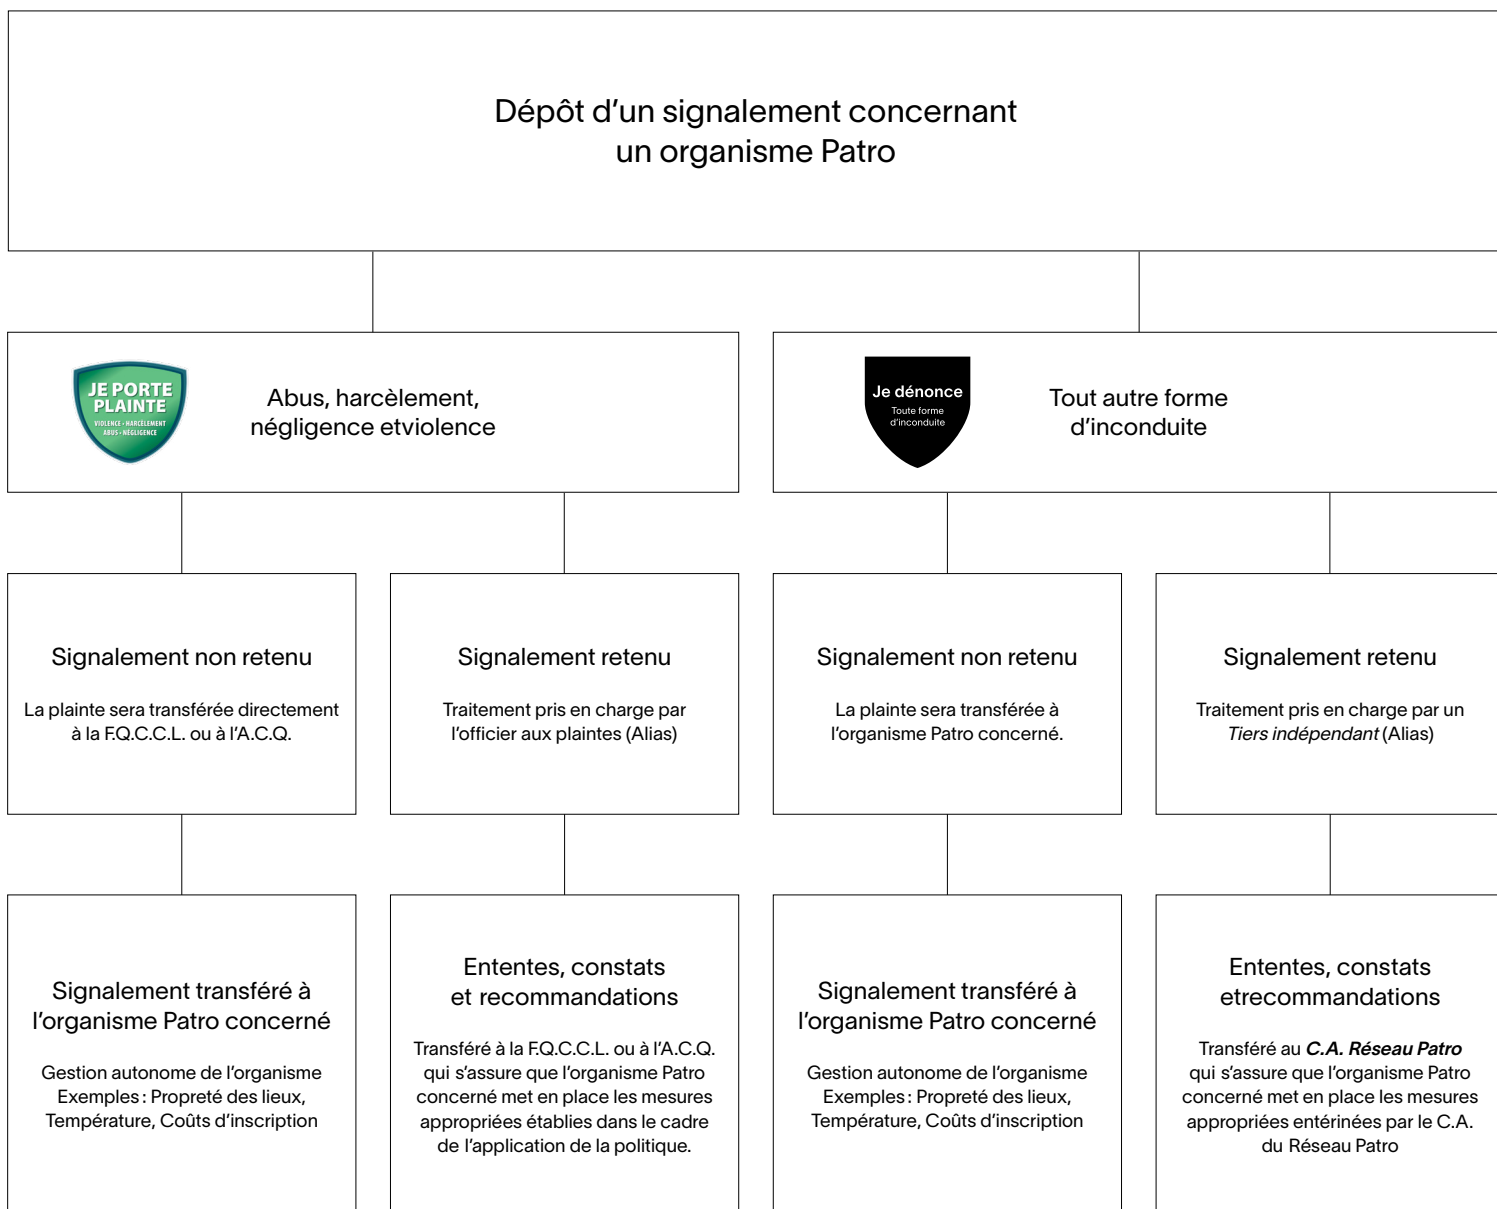 Dépôt d'un signalement concernant
un organisme Patro
JE PORTE
PLAINTE
VIOLENCE • HARCÈLEMENT
ABUS • NÉGLIGENCE
Abus, harcèlement,
négligence etviolence
Je dénonce
Toute forme
d'inconduite
Tout autre forme
d'inconduite
Signalement non retenu
La plainte sera transférée directement
à la F.Q.C.C.L. ou à l'A.C.Q.
Signalement retenu
Traitement pris en charge par
l'officier aux plaintes (Alias)
Signalement non retenu
La plainte sera transférée à
l'organisme Patro concerné.
Signalement retenu
Traitement pris en charge par un
Tiers indépendant (Alias)
Signalement transféré à
l'organisme Patro concerné
Gestion autonome de l'organisme
Exemples : Propreté des lieux,
Température, Coûts d'inscription
Ententes, constats
et recommandations
Transféré à la F.Q.C.C.L. ou à l'A.C.Q.
qui s'assure que l'organisme Patro
concerné met en place les mesures
appropriées établies dans le cadre
de l'application de la politique.
Signalement transféré à
l'organisme Patro concerné
Gestion autonome de l'organisme
Exemples : Propreté des lieux,
Température, Coûts d'inscription
Ententes, constats
etrecommandations
Transféré au C.A. Réseau Patro
qui s'assure que l'organisme Patro
concerné met en place les mesures
appropriées entérinées par le C.A.
du Réseau Patro